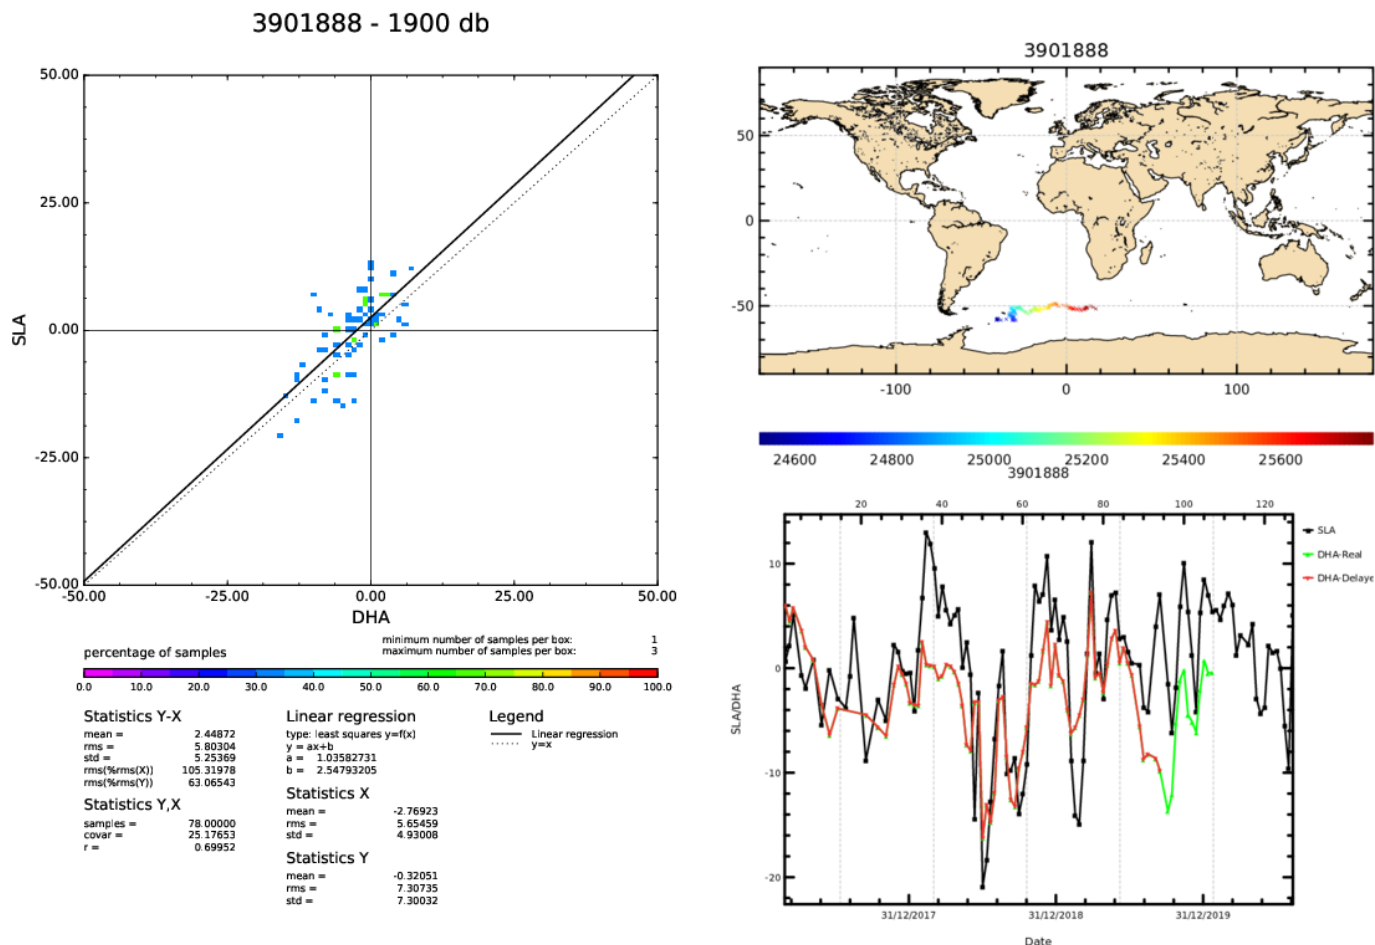 3901888 - 1900 db
50.00
25.00
0.00
-25.00
-50.00
SLA
-50.00 -25.00 0.00 25.00 50.00
DHA
percentage of samples
minimum number of samples per box: 1
maximum number of samples per box: 3
0.0 10.0 20.0 30.0 40.0 50.0 60.0 70.0 80.0 90.0 100.0
Statistics Y-X
mean = 2.44872
rms = 5.80304
std = 5.25369
rms(%rms(X)) 105.31978
rms(%rms(Y)) 63.06543
Statistics Y,X
samples = 78.00000
covar = 25.17653
r = 0.69952
Linear regression
type: least squares y=f(x)
y = ax+b
a = 1.03582731
b = 2.54793205
Statistics X
mean = -2.76923
rms = 5.65459
std = 4.93008
Statistics Y
mean = -0.32051
rms = 7.30735
std = 7.30032
Legend
Linear regression
y=x
3901888
50
0
-50
-100 0 100
24600 24800 25000 25200 25400 25600
3901888
20 40 60 80 100 120
10
0
-10
-20
SLA/DHA
31/12/2017 31/12/2018 31/12/2019
Date
SLA
DHA-Real
DHA-Delaye